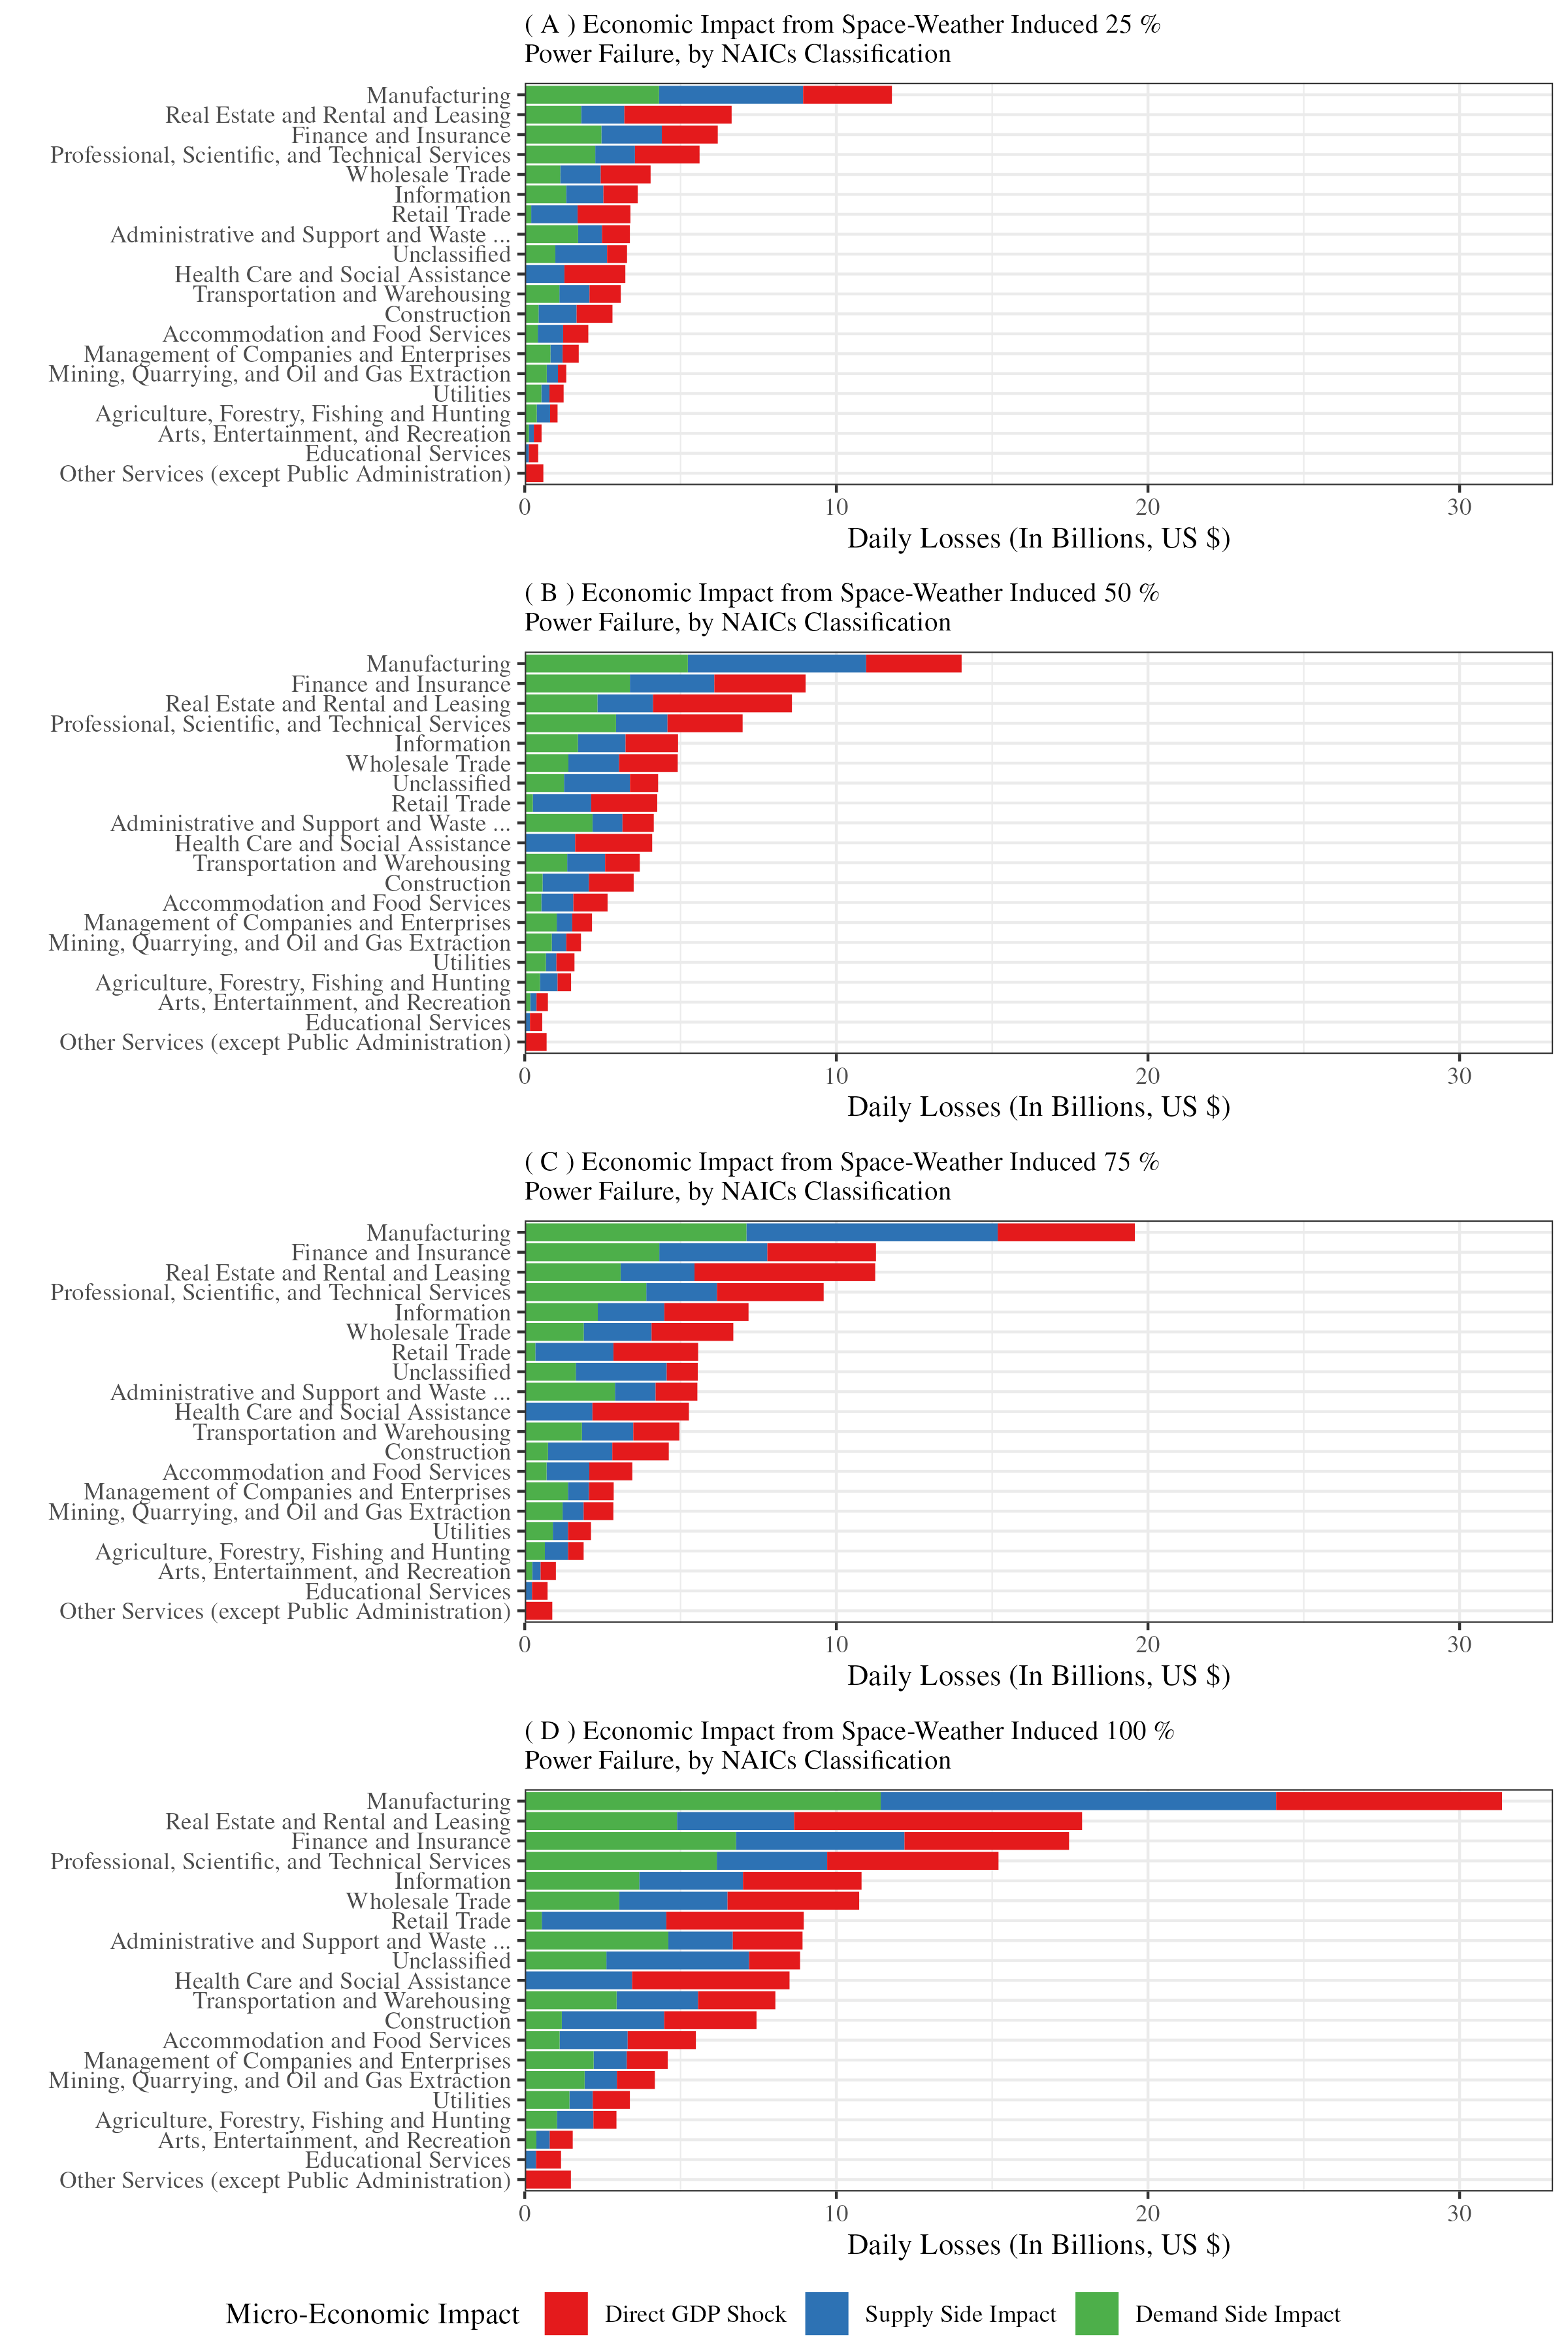 ( A ) Economic Impact from Space-Weather Induced 25 %
Power Failure, by NAICs Classification
Manufacturing
Real Estate and Rental and Leasing
Finance and Insurance
Professional, Scientific, and Technical Services
Wholesale Trade
Information
Retail Trade
Administrative and Support and Waste ...
Unclassified
Health Care and Social Assistance
Transportation and Warehousing
Construction
Accommodation and Food Services
Management of Companies and Enterprises
Mining, Quarrying, and Oil and Gas Extraction
Utilities
Agriculture, Forestry, Fishing and Hunting
Arts, Entertainment, and Recreation
Educational Services
Other Services (except Public Administration)
0 10 20 30
Daily Losses (In Billions, US $)
( B ) Economic Impact from Space-Weather Induced 50 %
Power Failure, by NAICs Classification
Manufacturing
Finance and Insurance
Real Estate and Rental and Leasing
Professional, Scientific, and Technical Services
Information
Wholesale Trade
Unclassified
Retail Trade
Administrative and Support and Waste ...
Health Care and Social Assistance
Transportation and Warehousing
Construction
Accommodation and Food Services
Management of Companies and Enterprises
Mining, Quarrying, and Oil and Gas Extraction
Utilities
Agriculture, Forestry, Fishing and Hunting
Arts, Entertainment, and Recreation
Educational Services
Other Services (except Public Administration)
0 10 20 30
Daily Losses (In Billions, US $)
( C ) Economic Impact from Space-Weather Induced 75 %
Power Failure, by NAICs Classification
Manufacturing
Finance and Insurance
Real Estate and Rental and Leasing
Professional, Scientific, and Technical Services
Information
Wholesale Trade
Retail Trade
Unclassified
Administrative and Support and Waste ...
Health Care and Social Assistance
Transportation and Warehousing
Construction
Accommodation and Food Services
Management of Companies and Enterprises
Mining, Quarrying, and Oil and Gas Extraction
Utilities
Agriculture, Forestry, Fishing and Hunting
Arts, Entertainment, and Recreation
Educational Services
Other Services (except Public Administration)
0 10 20 30
Daily Losses (In Billions, US $)
( D ) Economic Impact from Space-Weather Induced 100 %
Power Failure, by NAICs Classification
Manufacturing
Real Estate and Rental and Leasing
Finance and Insurance
Professional, Scientific, and Technical Services
Information
Wholesale Trade
Retail Trade
Administrative and Support and Waste ...
Unclassified
Health Care and Social Assistance
Transportation and Warehousing
Construction
Accommodation and Food Services
Management of Companies and Enterprises
Mining, Quarrying, and Oil and Gas Extraction
Utilities
Agriculture, Forestry, Fishing and Hunting
Arts, Entertainment, and Recreation
Educational Services
Other Services (except Public Administration)
0 10 20 30
Daily Losses (In Billions, US $)
Micro-Economic Impact Direct GDP Shock Supply Side Impact Demand Side Impact